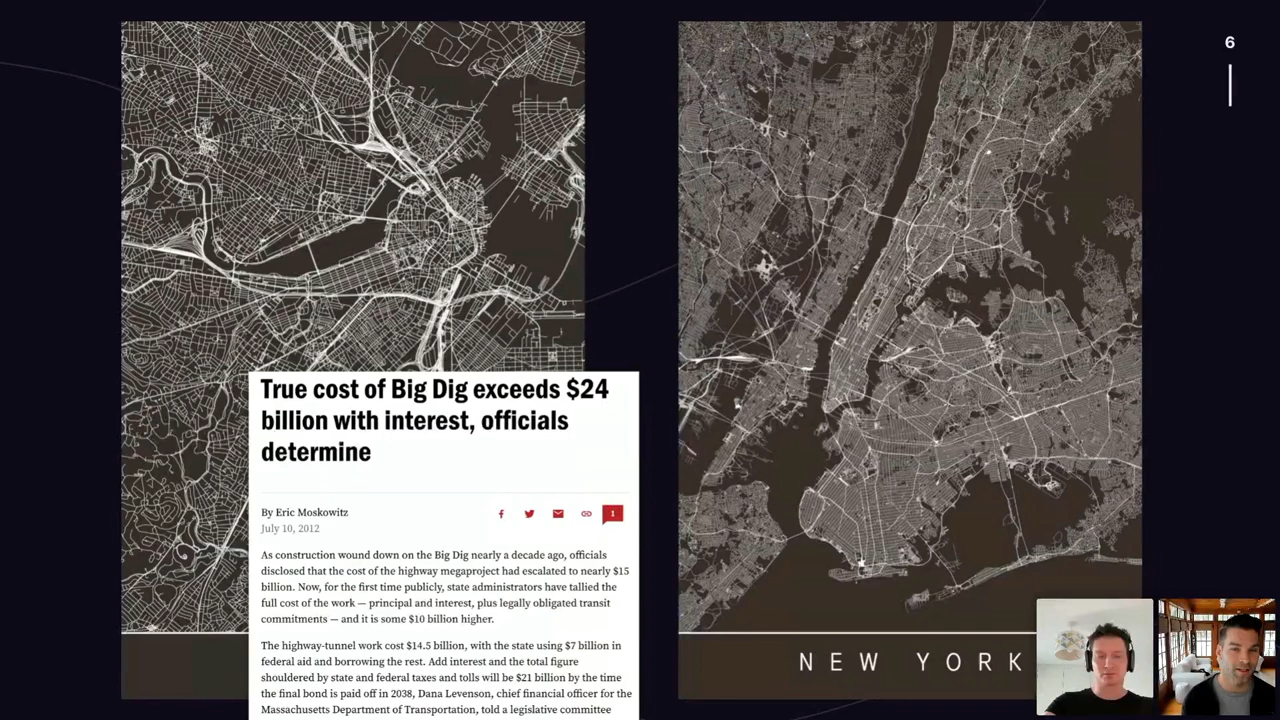 6
True cost of Big Dig exceeds $24
billion with interest, officials
determine
By Eric Moskowitz
July 10, 2012
1
As construction wound down on the Big Dig nearly a decade ago, officials
disclosed that the cost of the highway megaproject had escalated to nearly $15
billion. Now, for the first time publicly, state administrators have tallied the
full cost of the work — principal and interest, plus legally obligated transit
commitments — and it is some $10 billion higher.
The highway-tunnel work cost $14.5 billion, with the state using $7 billion in
federal aid and borrowing the rest. Add interest and the total figure
shouldered by state and federal taxes and tolls will be $21 billion by the time
the final bond is paid off in 2038, Dana Levenson, chief financial officer for the
Massachusetts Department of Transportation, told a legislative committee
NEW YORK